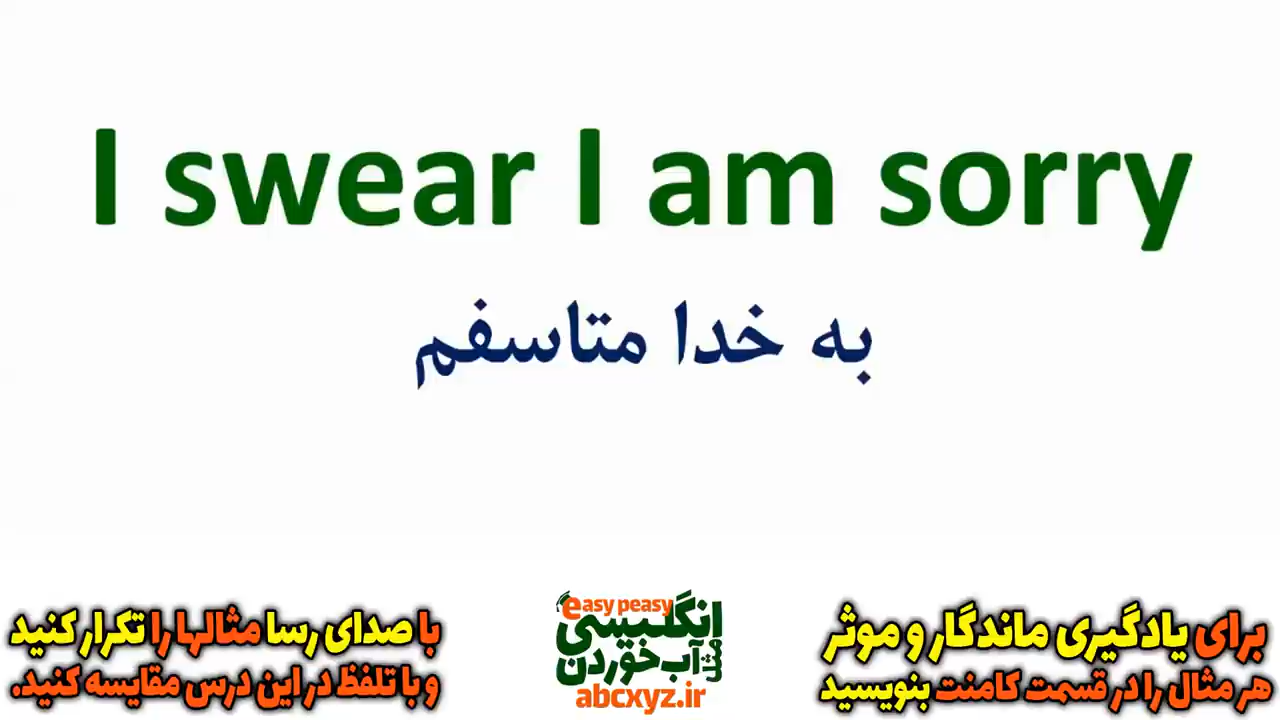 I swear I am sorry
به خدا متاسفم
برای یادگیری ماندگار و موثر
هر مثال را در قسمت کامنت بنویسید
easy peasy
انگلیسی
مثل آب خوردن
abcxyz.ir
با صدای رسا مثالها را تکرار کنید
و با تلفظ در این درس مقایسه کنید.